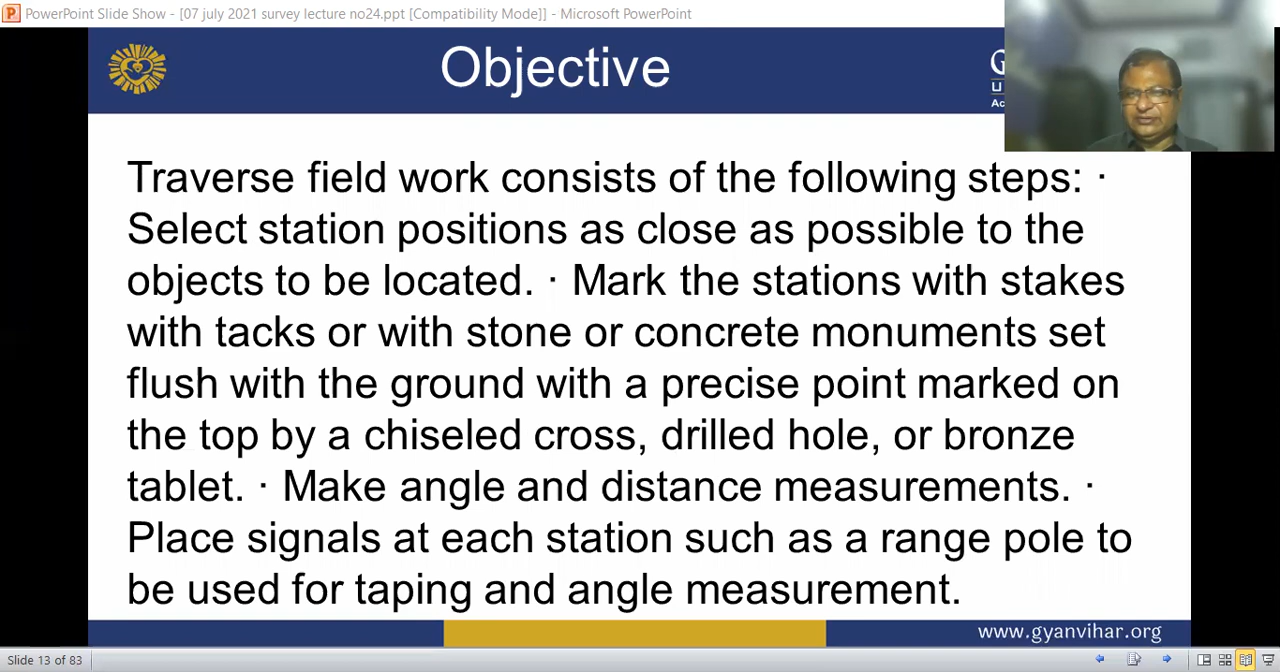 PowerPoint Slide Show - [07 july 2021 survey lecture no24.ppt [Compatibility Mode]] - Microsoft PowerPoint
Objective
Traverse field work consists of the following steps: ·
Select station positions as close as possible to the
objects to be located. · Mark the stations with stakes
with tacks or with stone or concrete monuments set
flush with the ground with a precise point marked on
the top by a chiseled cross, drilled hole, or bronze
tablet. · Make angle and distance measurements. ·
Place signals at each station such as a range pole to
be used for taping and angle measurement.
www.gyanvihar.org
Slide 13 of 83